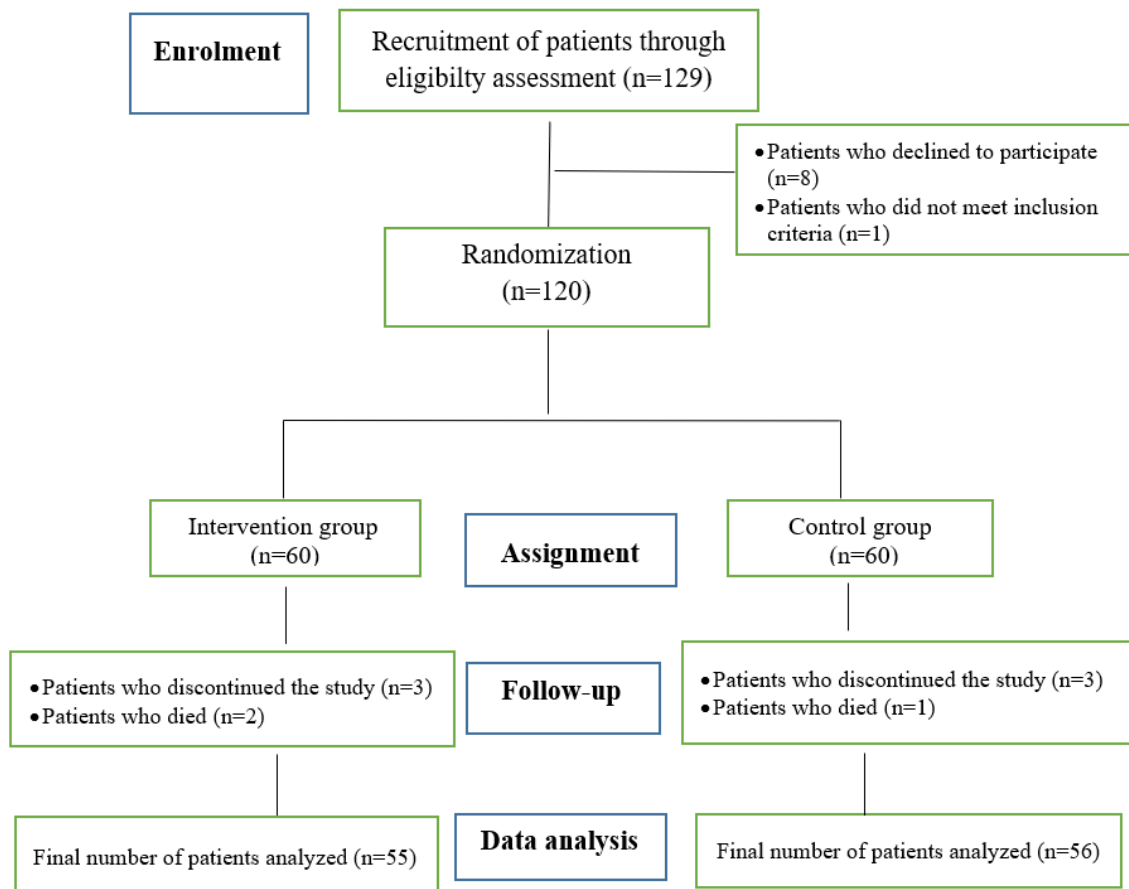 Enrolment
Recruitment of patients through
eligibilty assessment (n=129)
•Patients who declined to participate
(n=8)
•Patients who did not meet inclusion
criteria (n=1)
Randomization
(n=120)
Intervention group
(n=60)
Assignment
Control group
(n=60)
•Patients who discontinued the study (n=3)
•Patients who died (n=2)
Follow-up
•Patients who discontinued the study (n=3)
•Patients who died (n=1)
Final number of patients analyzed (n=55)
Data analysis
Final number of patients analyzed (n=56)